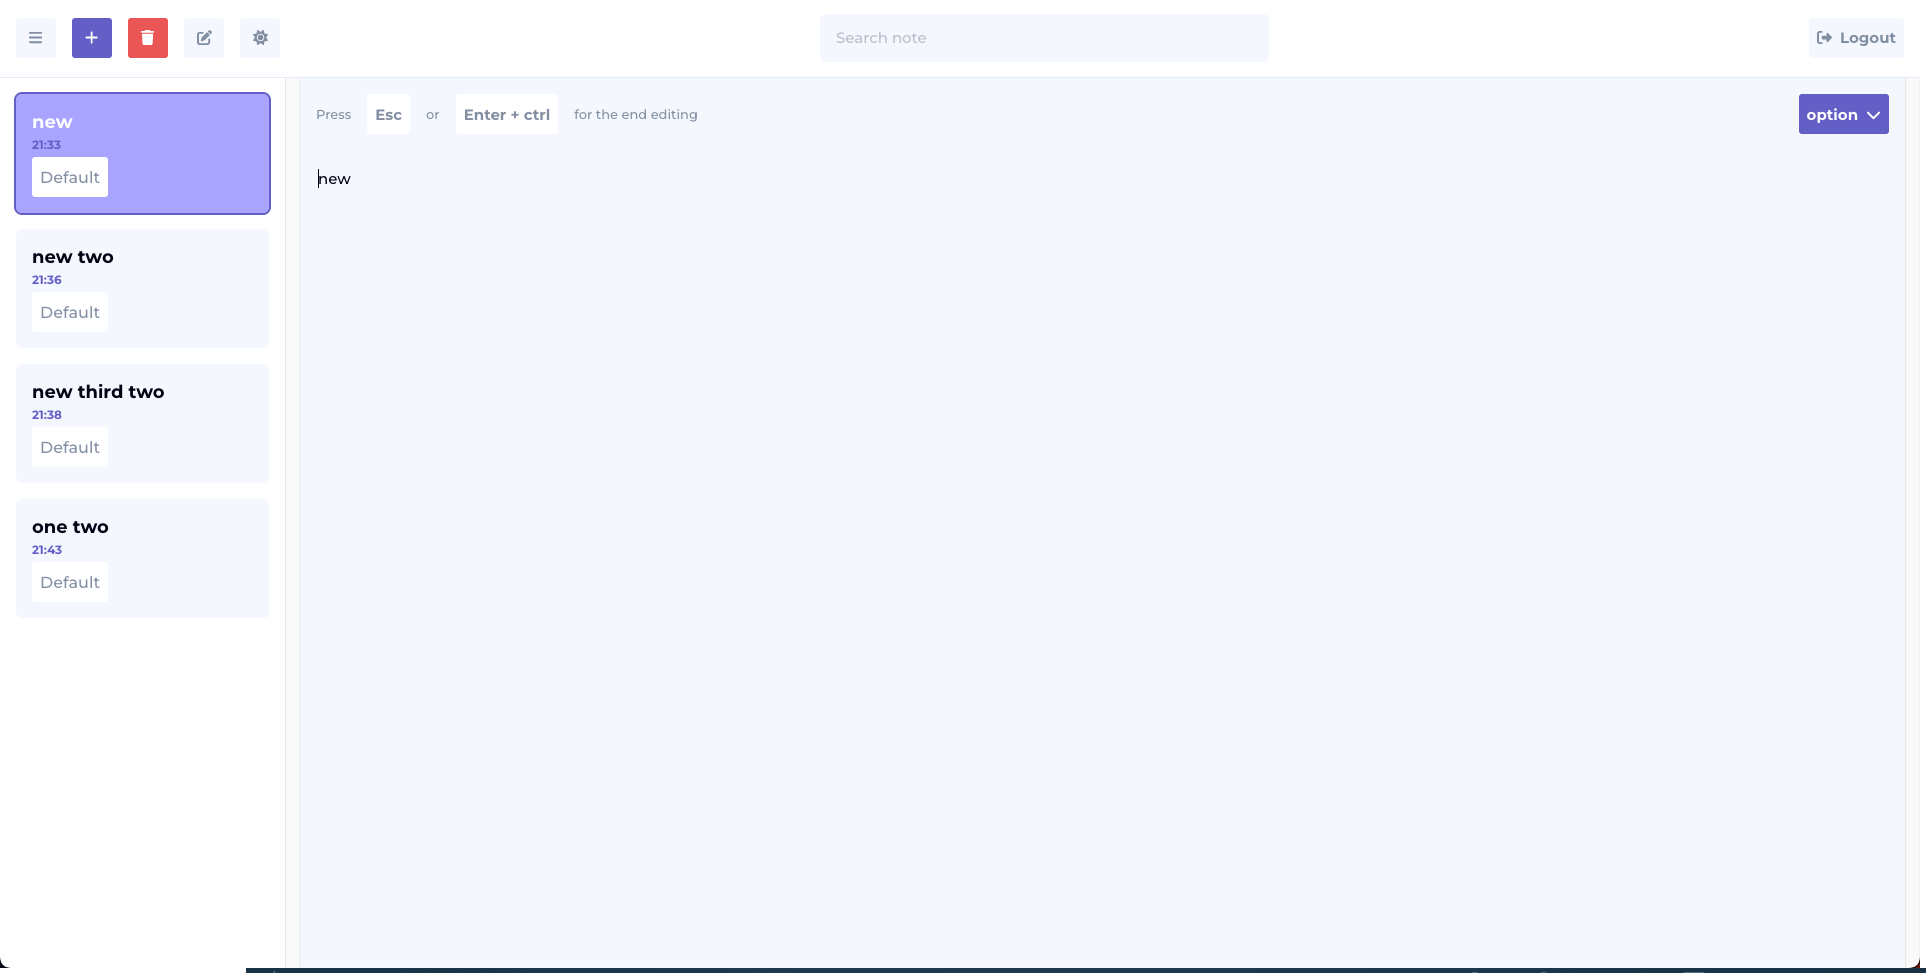 Search note
Logout
new
21:33
Default
new two
21:36
Default
new third two
21:38
Default
one two
21:43
Default
Press Esc or Enter + ctrl for the end editing
option
new